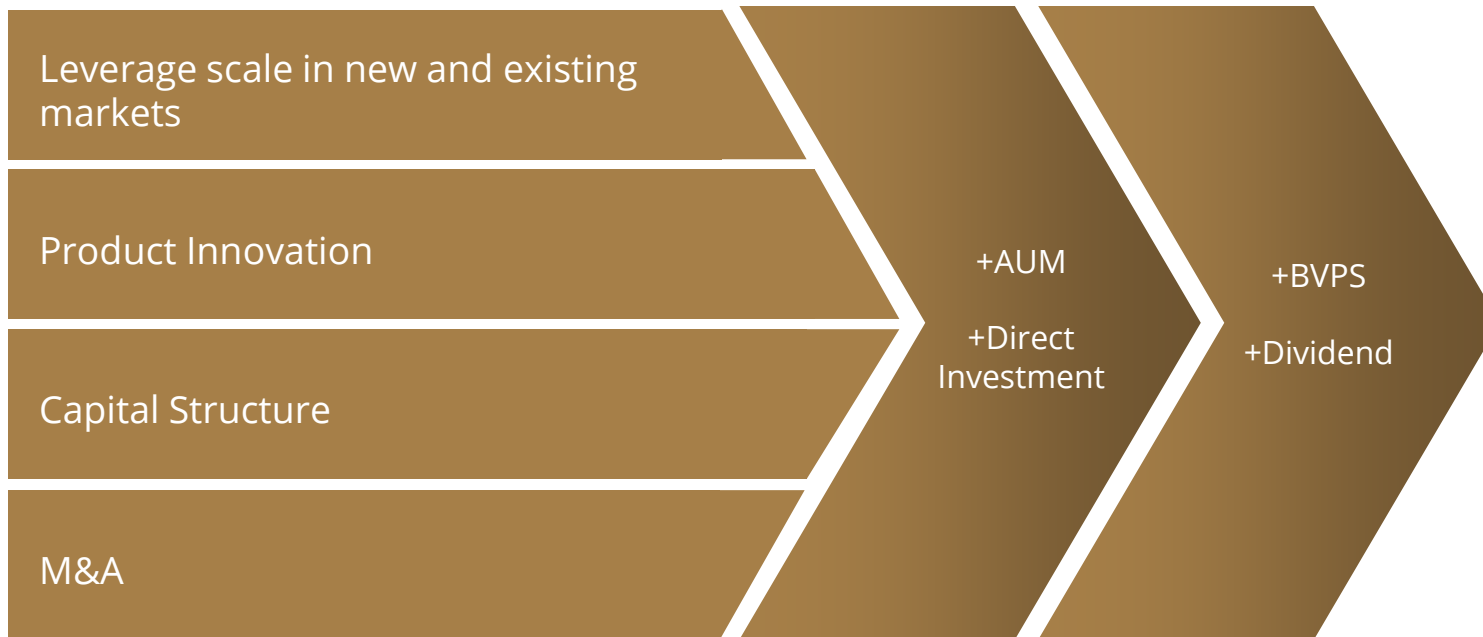 Leverage scale in new and existing
markets
Product Innovation
Capital Structure
M&A
+AUM
+Direct
Investment
+BVPS
+Dividend